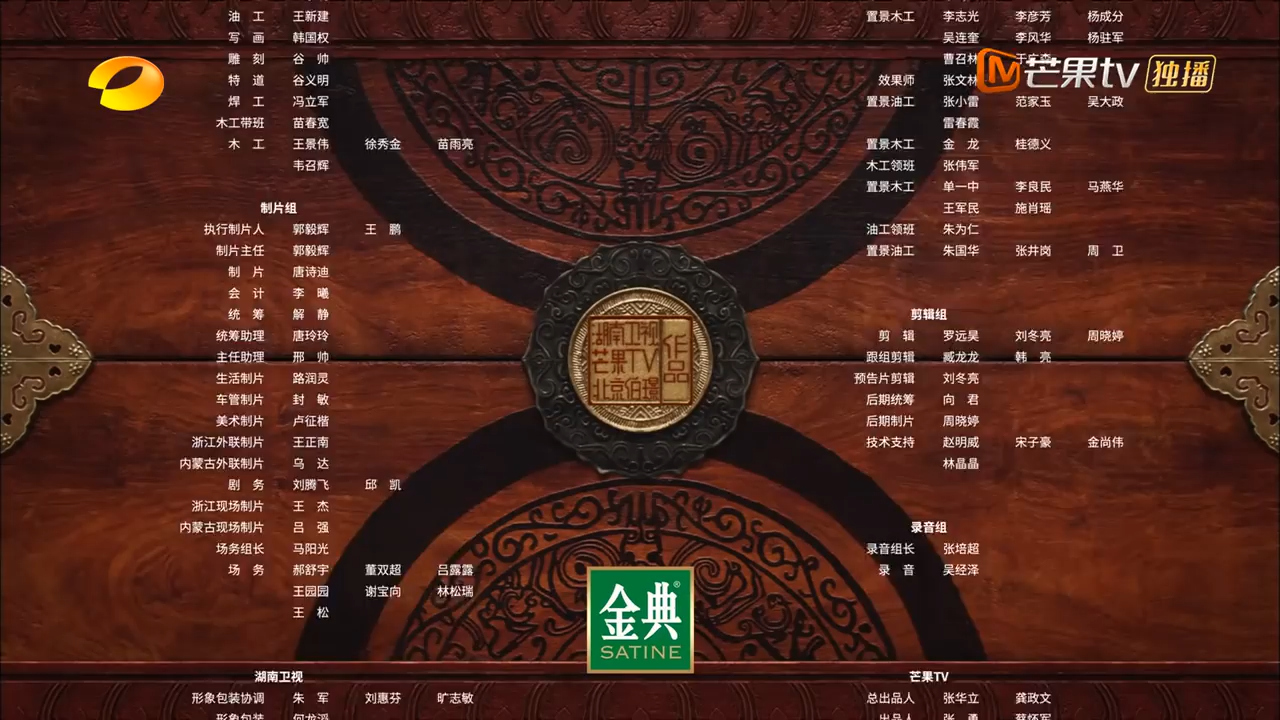 油　工　王新建
写　画　韩国权
雕　刻　谷　帅
特　道　谷义明
焊　工　冯立军
木工带班　苗春宽
木　工　王景伟　徐秀金　苗雨亮
韦召辉
制片组
执行制片人　郭毅辉　王　鹏
制片主任　郭毅辉
制　片　唐诗迪
会　计　李　曦
统　筹　解　静
统筹助理　唐玲玲
主任助理　邢　帅
生活制片　路润灵
车管制片　封　敏
美术制片　卢征楷
浙江外联制片　王正南
内蒙古外联制片　乌　达
剧　务　刘腾飞　邱　凯
浙江现场制片　王　杰
内蒙古现场制片　吕　强
场务组长　马阳光
场　务　郝舒宇　董双超　吕露露
王园园　谢宝向　林松瑞
王　松
湖南卫视
形象包装协调　朱　军　刘惠芬　旷志敏
形象包装　何龙滔
湖南卫视
芒果TV
北京伯璟
作品
金典®
SATINE
置景木工　李志光　李彦芳　杨成分
吴连奎　李风华　杨驻军
曹召林
芒果tv 独播
效果师　张文林
置景油工　张小雷　范家玉　吴大政
雷春霞
置景木工　金　龙　桂德义
木工领班　张伟军
置景木工　单一中　李良民　马燕华
王军民　施肖瑶
油工领班　朱为仁
置景油工　朱国华　张井岗　周　卫
剪辑组
剪　辑　罗远昊　刘冬亮　周晓婷
跟组剪辑　臧龙龙　韩　亮
预告片剪辑　刘冬亮
后期统筹　向　君
后期制片　周晓婷
技术支持　赵明威　宋子豪　金尚伟
林晶晶
录音组
录音组长　张培超
录　音　吴经泽
芒果TV
总出品人　张华立　龚政文
出品人　张　勇　蔡怀军